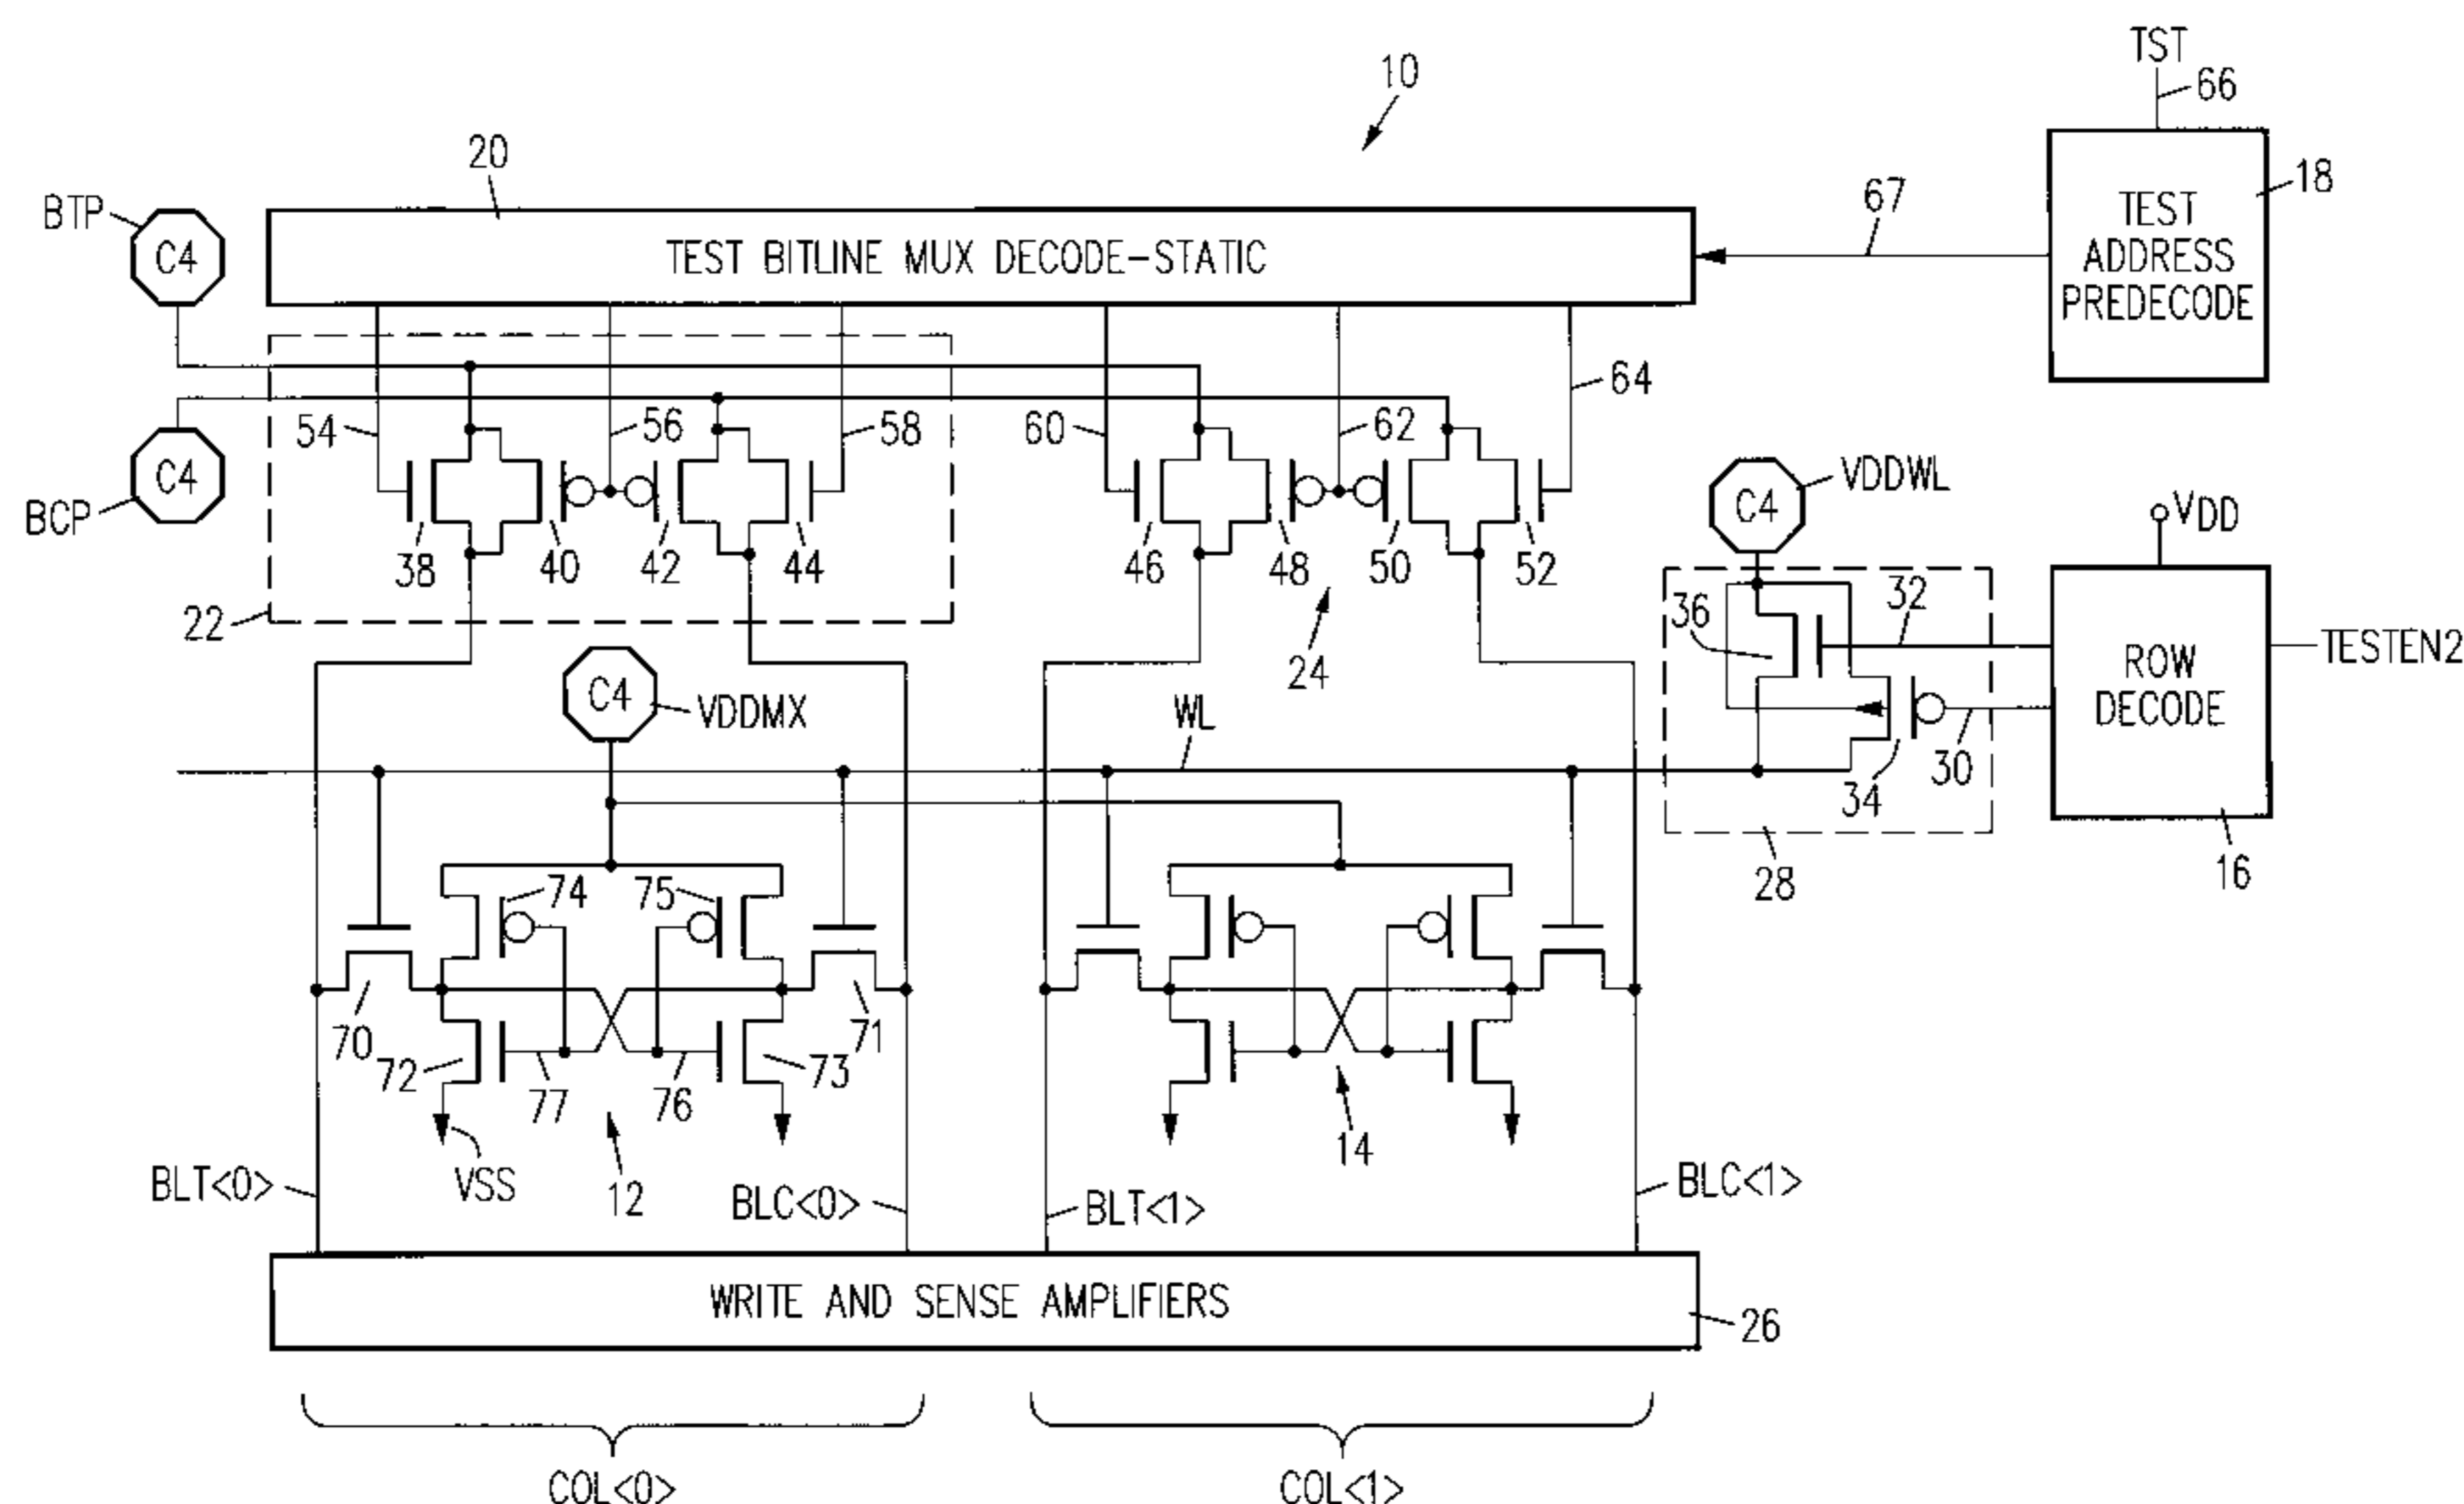 10
TST
66
20
18
67
BTP
C4
TEST BITLINE MUX DECODE-STATIC
TEST
ADDRESS
PREDECODE
54
56
58
60
62
64
BCP
C4
C4
VDDWL
VDD
38
40
42
44
46
48
50
52
22
24
36
32
ROW
DECODE
TESTEN2
C4
VDDMX
WL
30
34
28
16
74
75
70
71
72
73
77
76
12
14
VSS
BLT<0>
BLC<0>
BLT<1>
BLC<1>
WRITE AND SENSE AMPLIFIERS
26
COL<0>
COL<1>